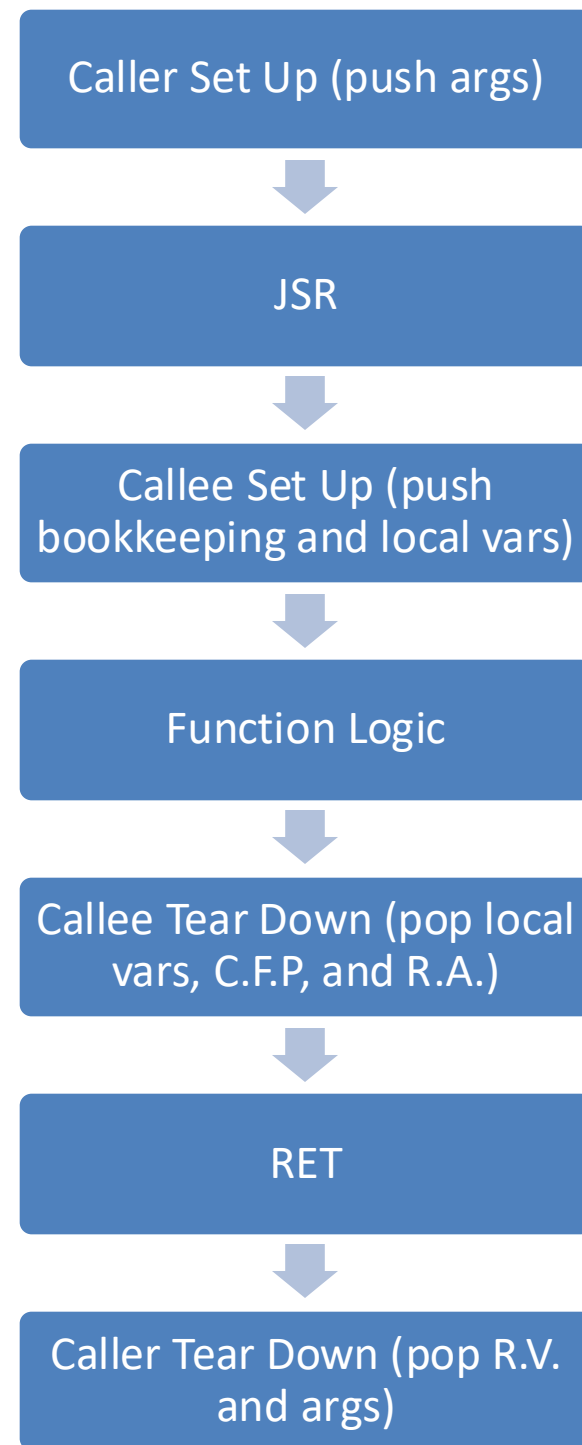 Caller Set Up (push args)
JSR
Callee Set Up (push
bookkeeping and local vars)
Function Logic
Callee Tear Down (pop local
vars, C.F.P, and R.A.)
RET
Caller Tear Down (pop R.V.
and args)